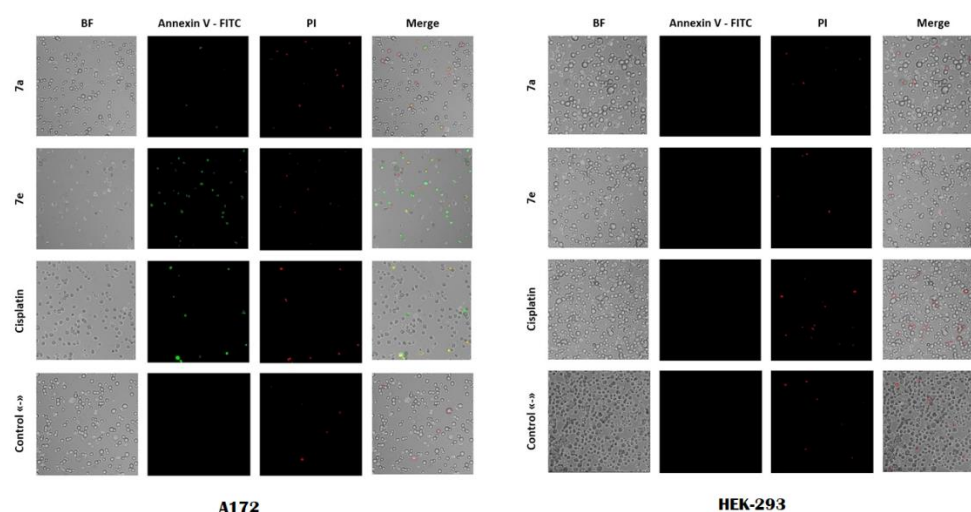 BF Annexin V - FITC PI Merge
7a
7e
Cisplatin
Control «-»
A172
BF Annexin V - FITC PI Merge
7a
7e
Cisplatin
Control «-»
HEK-293